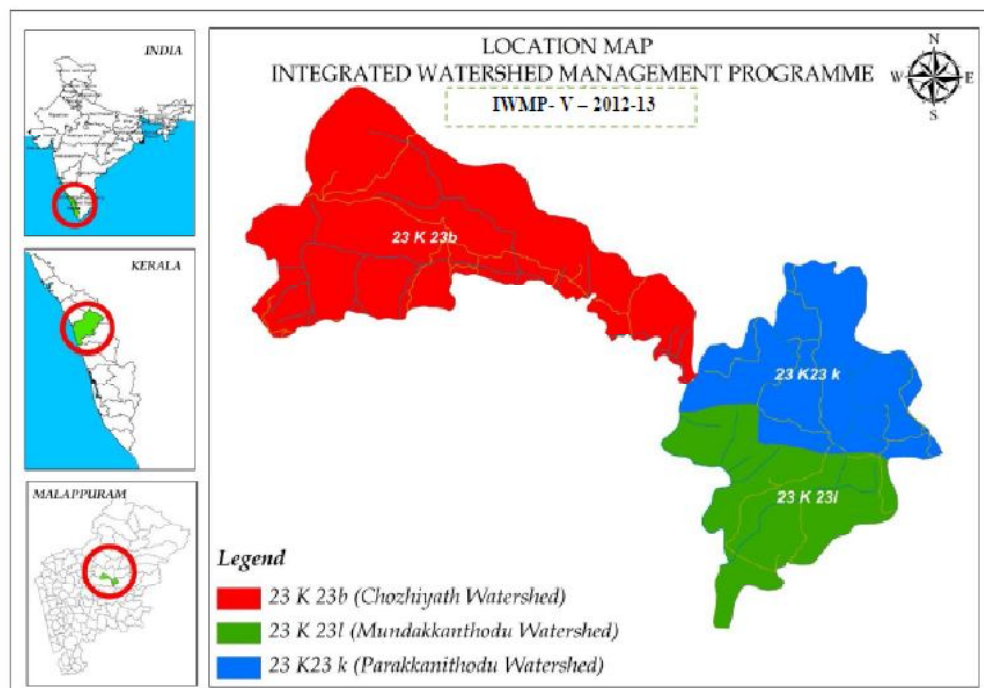 INDIA
KERALA
MALAPPURAM
LOCATION MAP
INTEGRATED WATERSHED MANAGEMENT PROGRAMME
IWMP- V – 2012-13
N
W
E
S
23 K 23b
23 K23 k
23 K 23l
Legend
23 K 23b (Chozhiyath Watershed)
23 K 23l (Mundakkanthodu Watershed)
23 K23 k (Parakkanithodu Watershed)